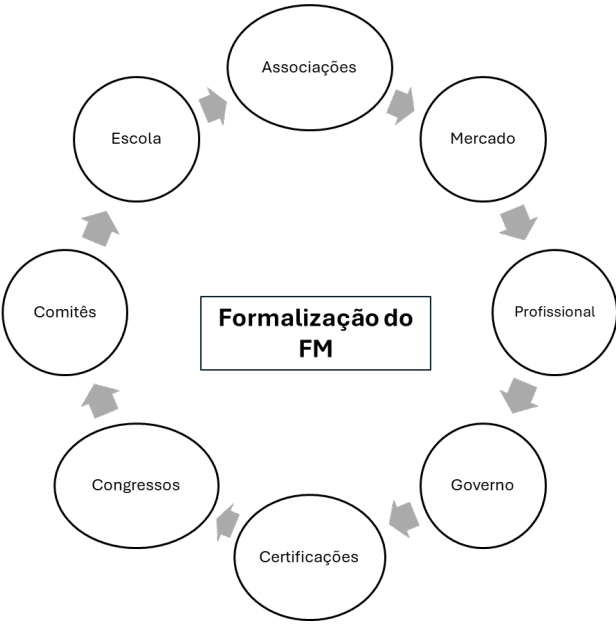 Associações
Mercado
Profissional
Governo
Certificações
Congressos
Comitês
Escola
Formalização do
FM